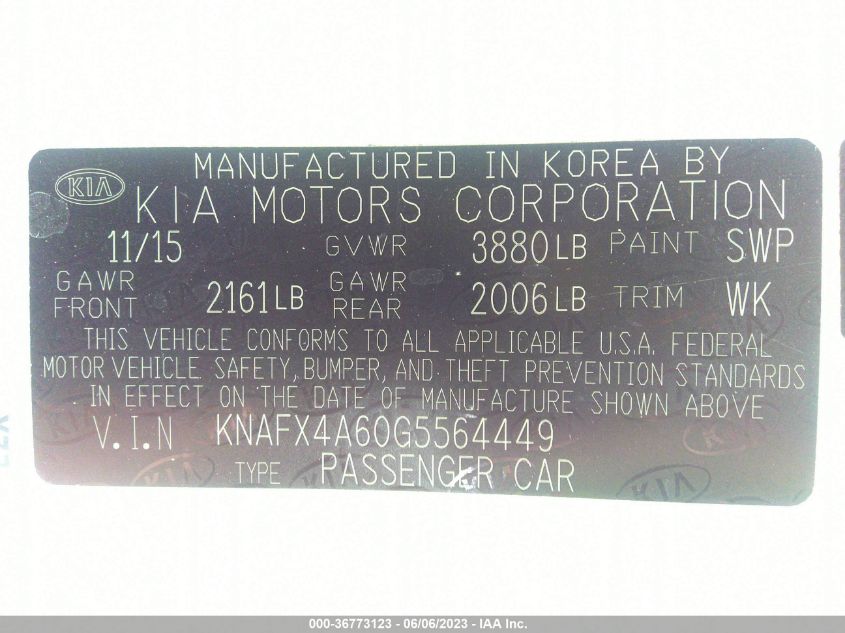 MANUFACTURED IN KOREA BY
KIA
KIA MOTORS CORPORATION
11/15 GVWR 3880LB PAINT SWP
GAWR FRONT 2161LB GAWR REAR 2006LB TRIM WK
THIS VEHICLE CONFORMS TO ALL APPLICABLE U.S.A. FEDERAL
MOTOR VEHICLE SAFETY, BUMPER, AND THEFT PREVENTION STANDARDS
IN EFFECT ON THE DATE OF MANUFACTURE SHOWN ABOVE
V.I.N KNAFX4A60G5564449
TYPE PASSENGER CAR
KIA
000-36773123 - 06/06/2023 - IAA Inc.